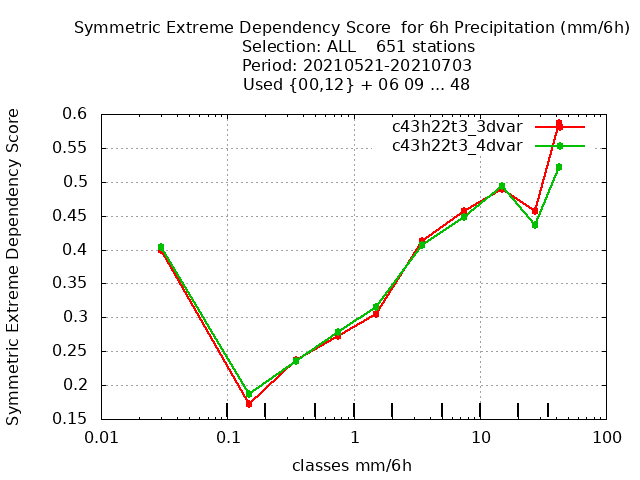 Symmetric Extreme Dependency Score  for 6h Precipitation (mm/6h)
Selection: ALL    651 stations
Period: 20210521-20210703
Used {00,12} + 06 09 ... 48
c43h22t3_3dvar
c43h22t3_4dvar
Symmetric Extreme Dependency Score
0.6
0.55
0.5
0.45
0.4
0.35
0.3
0.25
0.2
0.15
0.01 0.1 1 10 100
classes mm/6h